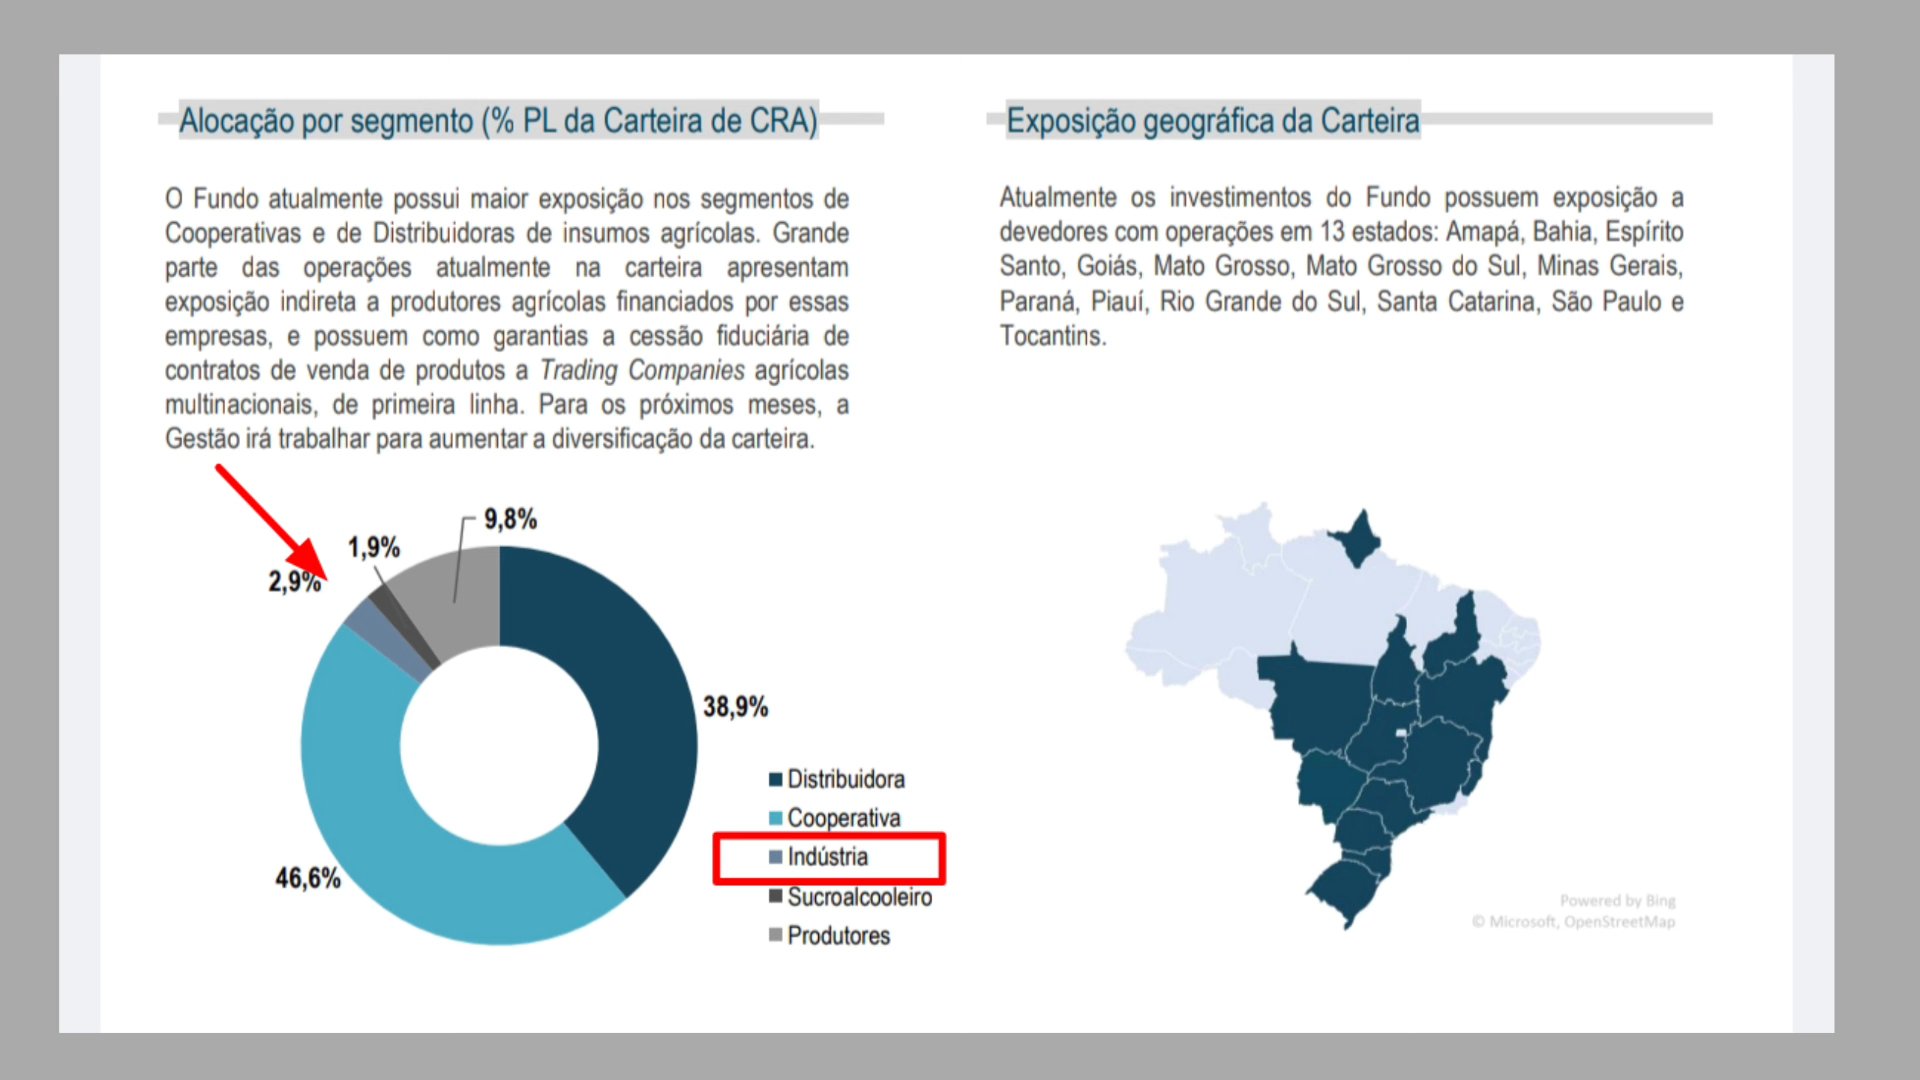 Alocação por segmento (% PL da Carteira de CRA)
O Fundo atualmente possui maior exposição nos segmentos de
Cooperativas e de Distribuidoras de insumos agrícolas. Grande
parte das operações atualmente na carteira apresentam
exposição indireta a produtores agrícolas financiados por essas
empresas, e possuem como garantias a cessão fiduciária de
contratos de venda de produtos a Trading Companies agrícolas
multinacionais, de primeira linha. Para os próximos meses, a
Gestão irá trabalhar para aumentar a diversificação da carteira.
9,8%
1,9%
2,9%
38,9%
46,6%
Distribuidora
Cooperativa
Indústria
Sucroalcooleiro
Produtores
Exposição geográfica da Carteira
Atualmente os investimentos do Fundo possuem exposição a
devedores com operações em 13 estados: Amapá, Bahia, Espírito
Santo, Goiás, Mato Grosso, Mato Grosso do Sul, Minas Gerais,
Paraná, Piauí, Rio Grande do Sul, Santa Catarina, São Paulo e
Tocantins.
Powered by Bing
© Microsoft, OpenStreetMap